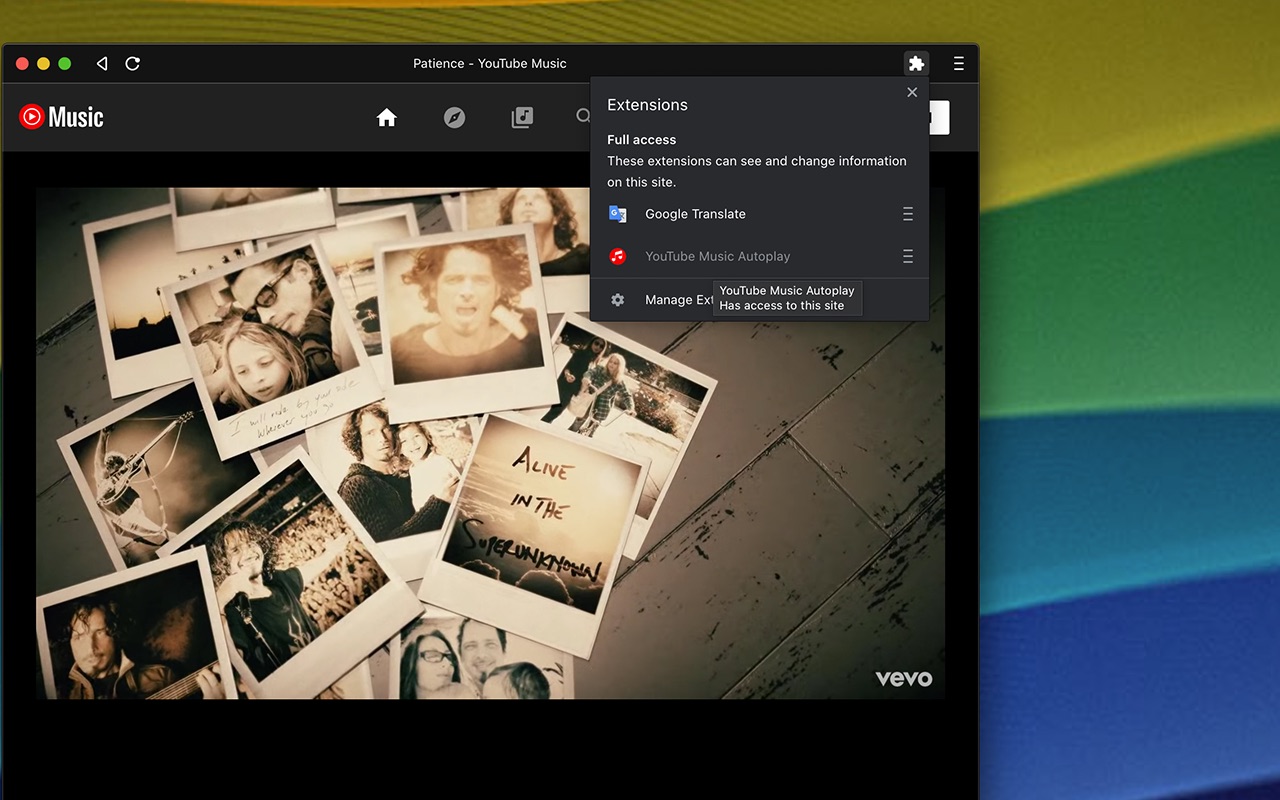 Patience - YouTube Music
Music
Extensions
Full access
These extensions can see and change information
on this site.
Google Translate
YouTube Music Autoplay
Manage Ext
YouTube Music Autoplay
Has access to this site
I will ride by your side
Wherever you go
ALIVE
IN THE
SUPERUNKNOWN
vevo